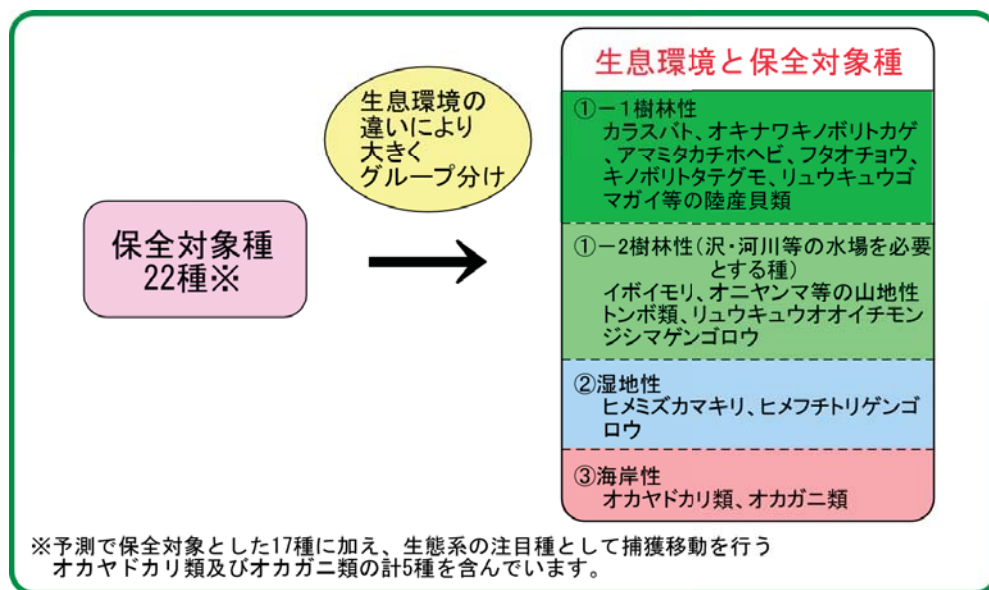 保全対象種
22種※
生息環境の
違いにより
大きく
グループ分け
生息環境と保全対象種
①－1樹林性
カラスバト、オキナワキノボリトカゲ
、アマミタカチホヘビ、フタオチョウ、
キノボリトタテグモ、リュウキュウゴ
マガイ等の陸産貝類
①－2樹林性(沢・河川等の水場を必要
とする種)
イボイモリ、オニヤンマ等の山地性
トンボ類、リュウキュウオオイチモン
ジシマゲンゴロウ
②湿地性
ヒメミズカマキリ、ヒメフチトリゲンゴ
ロウ
③海岸性
オカヤドカリ類、オカガニ類
※予測で保全対象とした17種に加え、生態系の注目種として捕獲移動を行う
オカヤドカリ類及びオカガニ類の計5種を含んでいます。